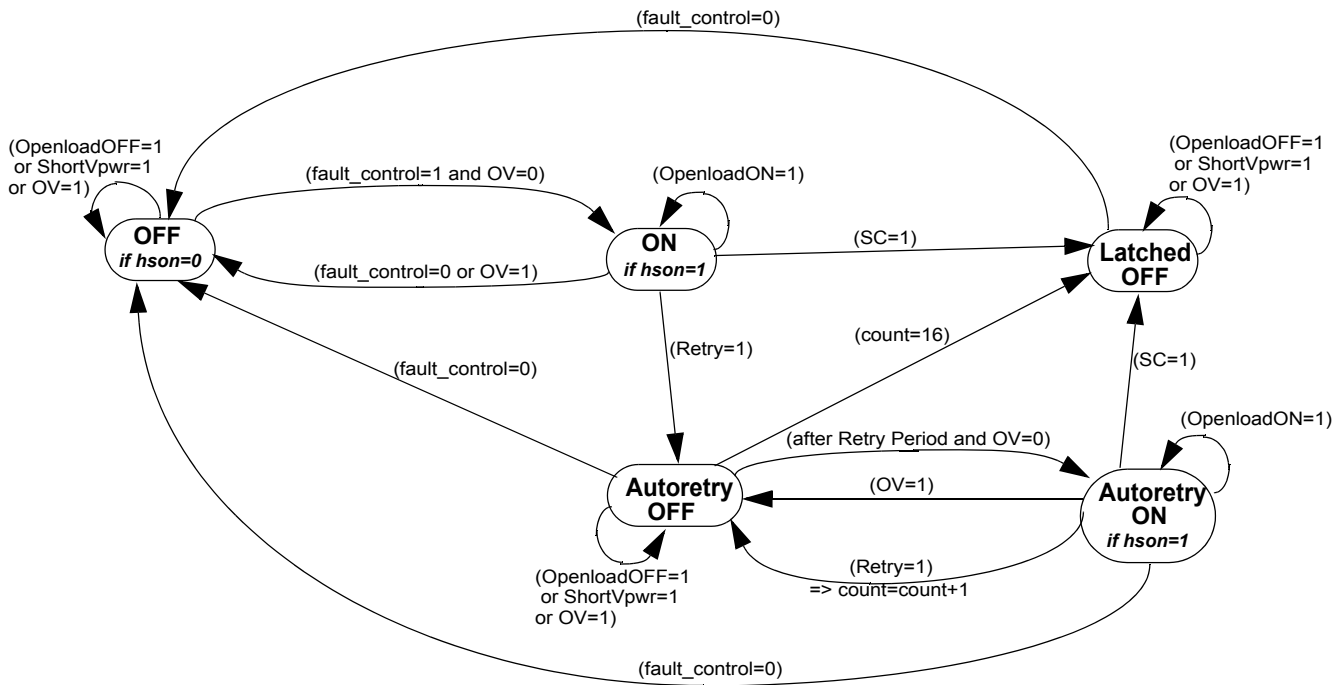 (fault_control=0)
(OpenloadOFF=1
or ShortVpwr=1
or OV=1)
(fault_control=1 and OV=0)
(OpenloadON=1)
(OpenloadOFF=1
or ShortVpwr=1
or OV=1)
OFF
if hson=0
ON
if hson=1
(SC=1)
Latched
OFF
(fault_control=0 or OV=1)
(count=16)
(Retry=1)
(SC=1)
(fault_control=0)
(OpenloadON=1)
(after Retry Period and OV=0)
Autoretry
OFF
(OV=1)
Autoretry
ON
if hson=1
(Retry=1)
=> count=count+1
(OpenloadOFF=1
or ShortVpwr=1
or OV=1)
(fault_control=0)